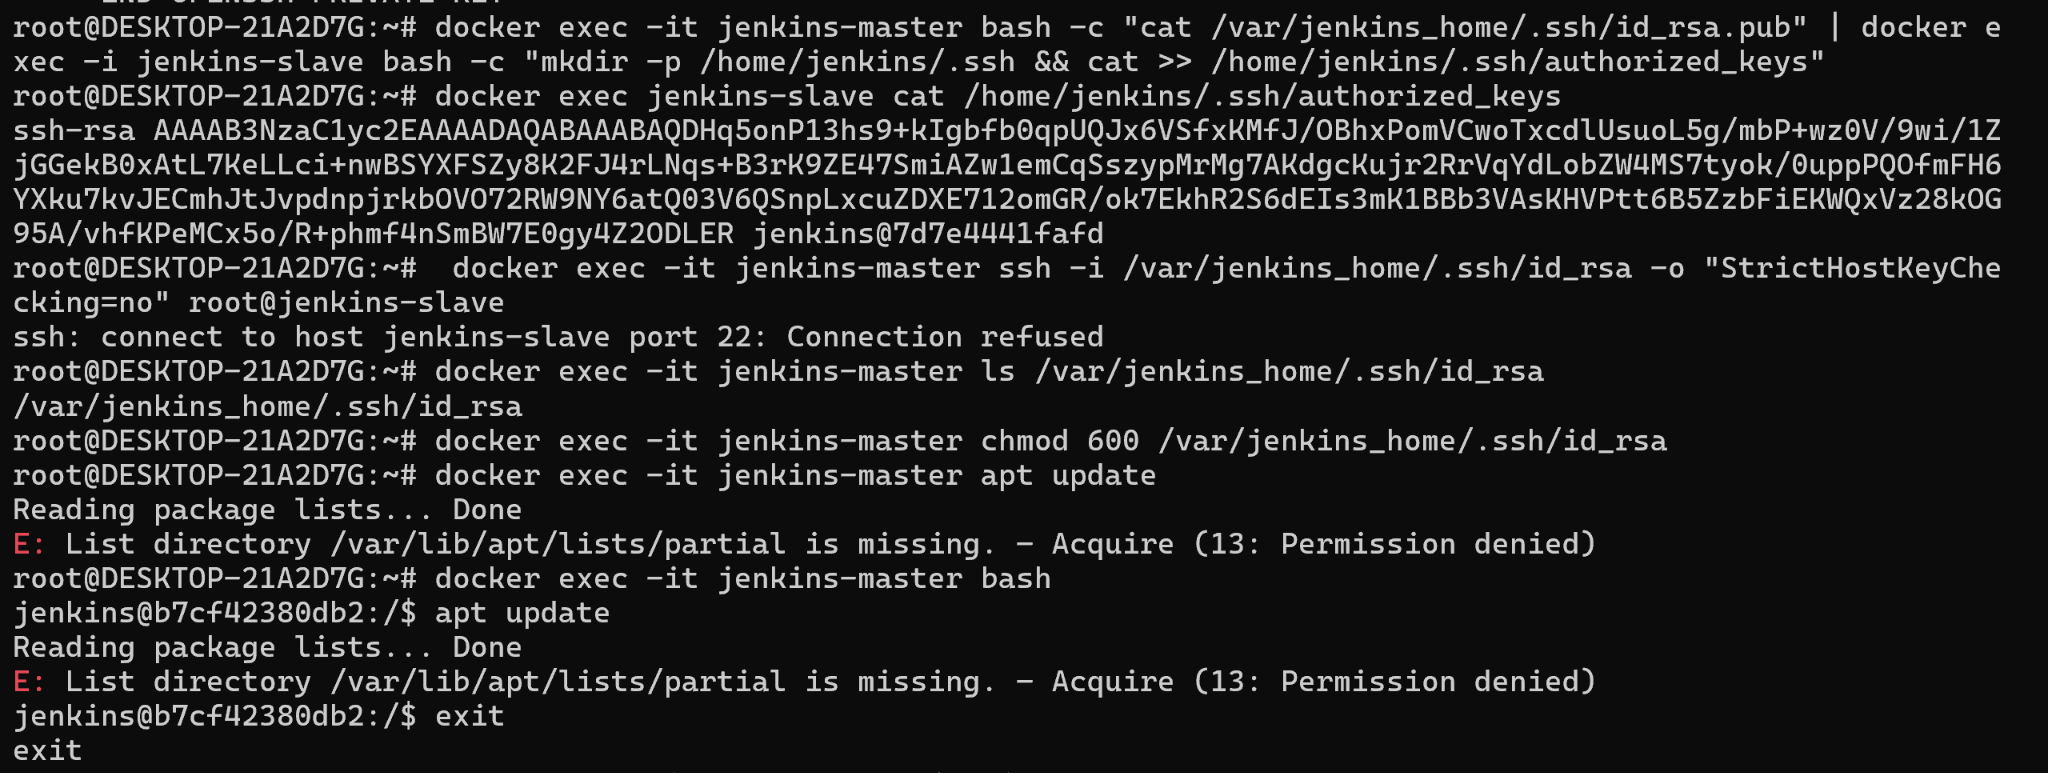 END OPENSSH PRIVATE KEY
root@DESKTOP-21A2D7G:~# docker exec -it jenkins-master bash -c "cat /var/jenkins_home/.ssh/id_rsa.pub" | docker e
xec -i jenkins-slave bash -c "mkdir -p /home/jenkins/.ssh && cat >> /home/jenkins/.ssh/authorized_keys"
root@DESKTOP-21A2D7G:~# docker exec jenkins-slave cat /home/jenkins/.ssh/authorized_keys
ssh-rsa AAAAB3NzaC1yc2EAAAADAQABAAABAQDHq5onP13hs9+kIgbfb0qpUQJx6VSfxKMfJ/OBhxPomVCwoTxcdlUsuoL5g/mbP+wz0V/9wi/1Z
jGGekB0xAtL7KeLLci+nwBSYXFSZy8K2FJ4rLNqs+B3rK9ZE47SmiAZw1emCqSszypMrMg7AKdgcKujr2RrVqYdLobZW4MS7tyok/0uppPQOfmFH6
YXku7kvJECmhJtJvpdnpjrkbOVO72RW9NY6atQ03V6QSnpLxcuZDXE712omGR/ok7EkhR2S6dEIs3mK1BBb3VAsKHVPtt6B5ZzbFiEKWQxVz28kOG
95A/vhfKPeMCx5o/R+phmf4nSmBW7E0gy4Z2ODLER jenkins@7d7e4441fafd
root@DESKTOP-21A2D7G:~#  docker exec -it jenkins-master ssh -i /var/jenkins_home/.ssh/id_rsa -o "StrictHostKeyChe
cking=no" root@jenkins-slave
ssh: connect to host jenkins-slave port 22: Connection refused
root@DESKTOP-21A2D7G:~# docker exec -it jenkins-master ls /var/jenkins_home/.ssh/id_rsa
/var/jenkins_home/.ssh/id_rsa
root@DESKTOP-21A2D7G:~# docker exec -it jenkins-master chmod 600 /var/jenkins_home/.ssh/id_rsa
root@DESKTOP-21A2D7G:~# docker exec -it jenkins-master apt update
Reading package lists... Done
E: List directory /var/lib/apt/lists/partial is missing. - Acquire (13: Permission denied)
root@DESKTOP-21A2D7G:~# docker exec -it jenkins-master bash
jenkins@b7cf42380db2:/$ apt update
Reading package lists... Done
E: List directory /var/lib/apt/lists/partial is missing. - Acquire (13: Permission denied)
jenkins@b7cf42380db2:/$ exit
exit